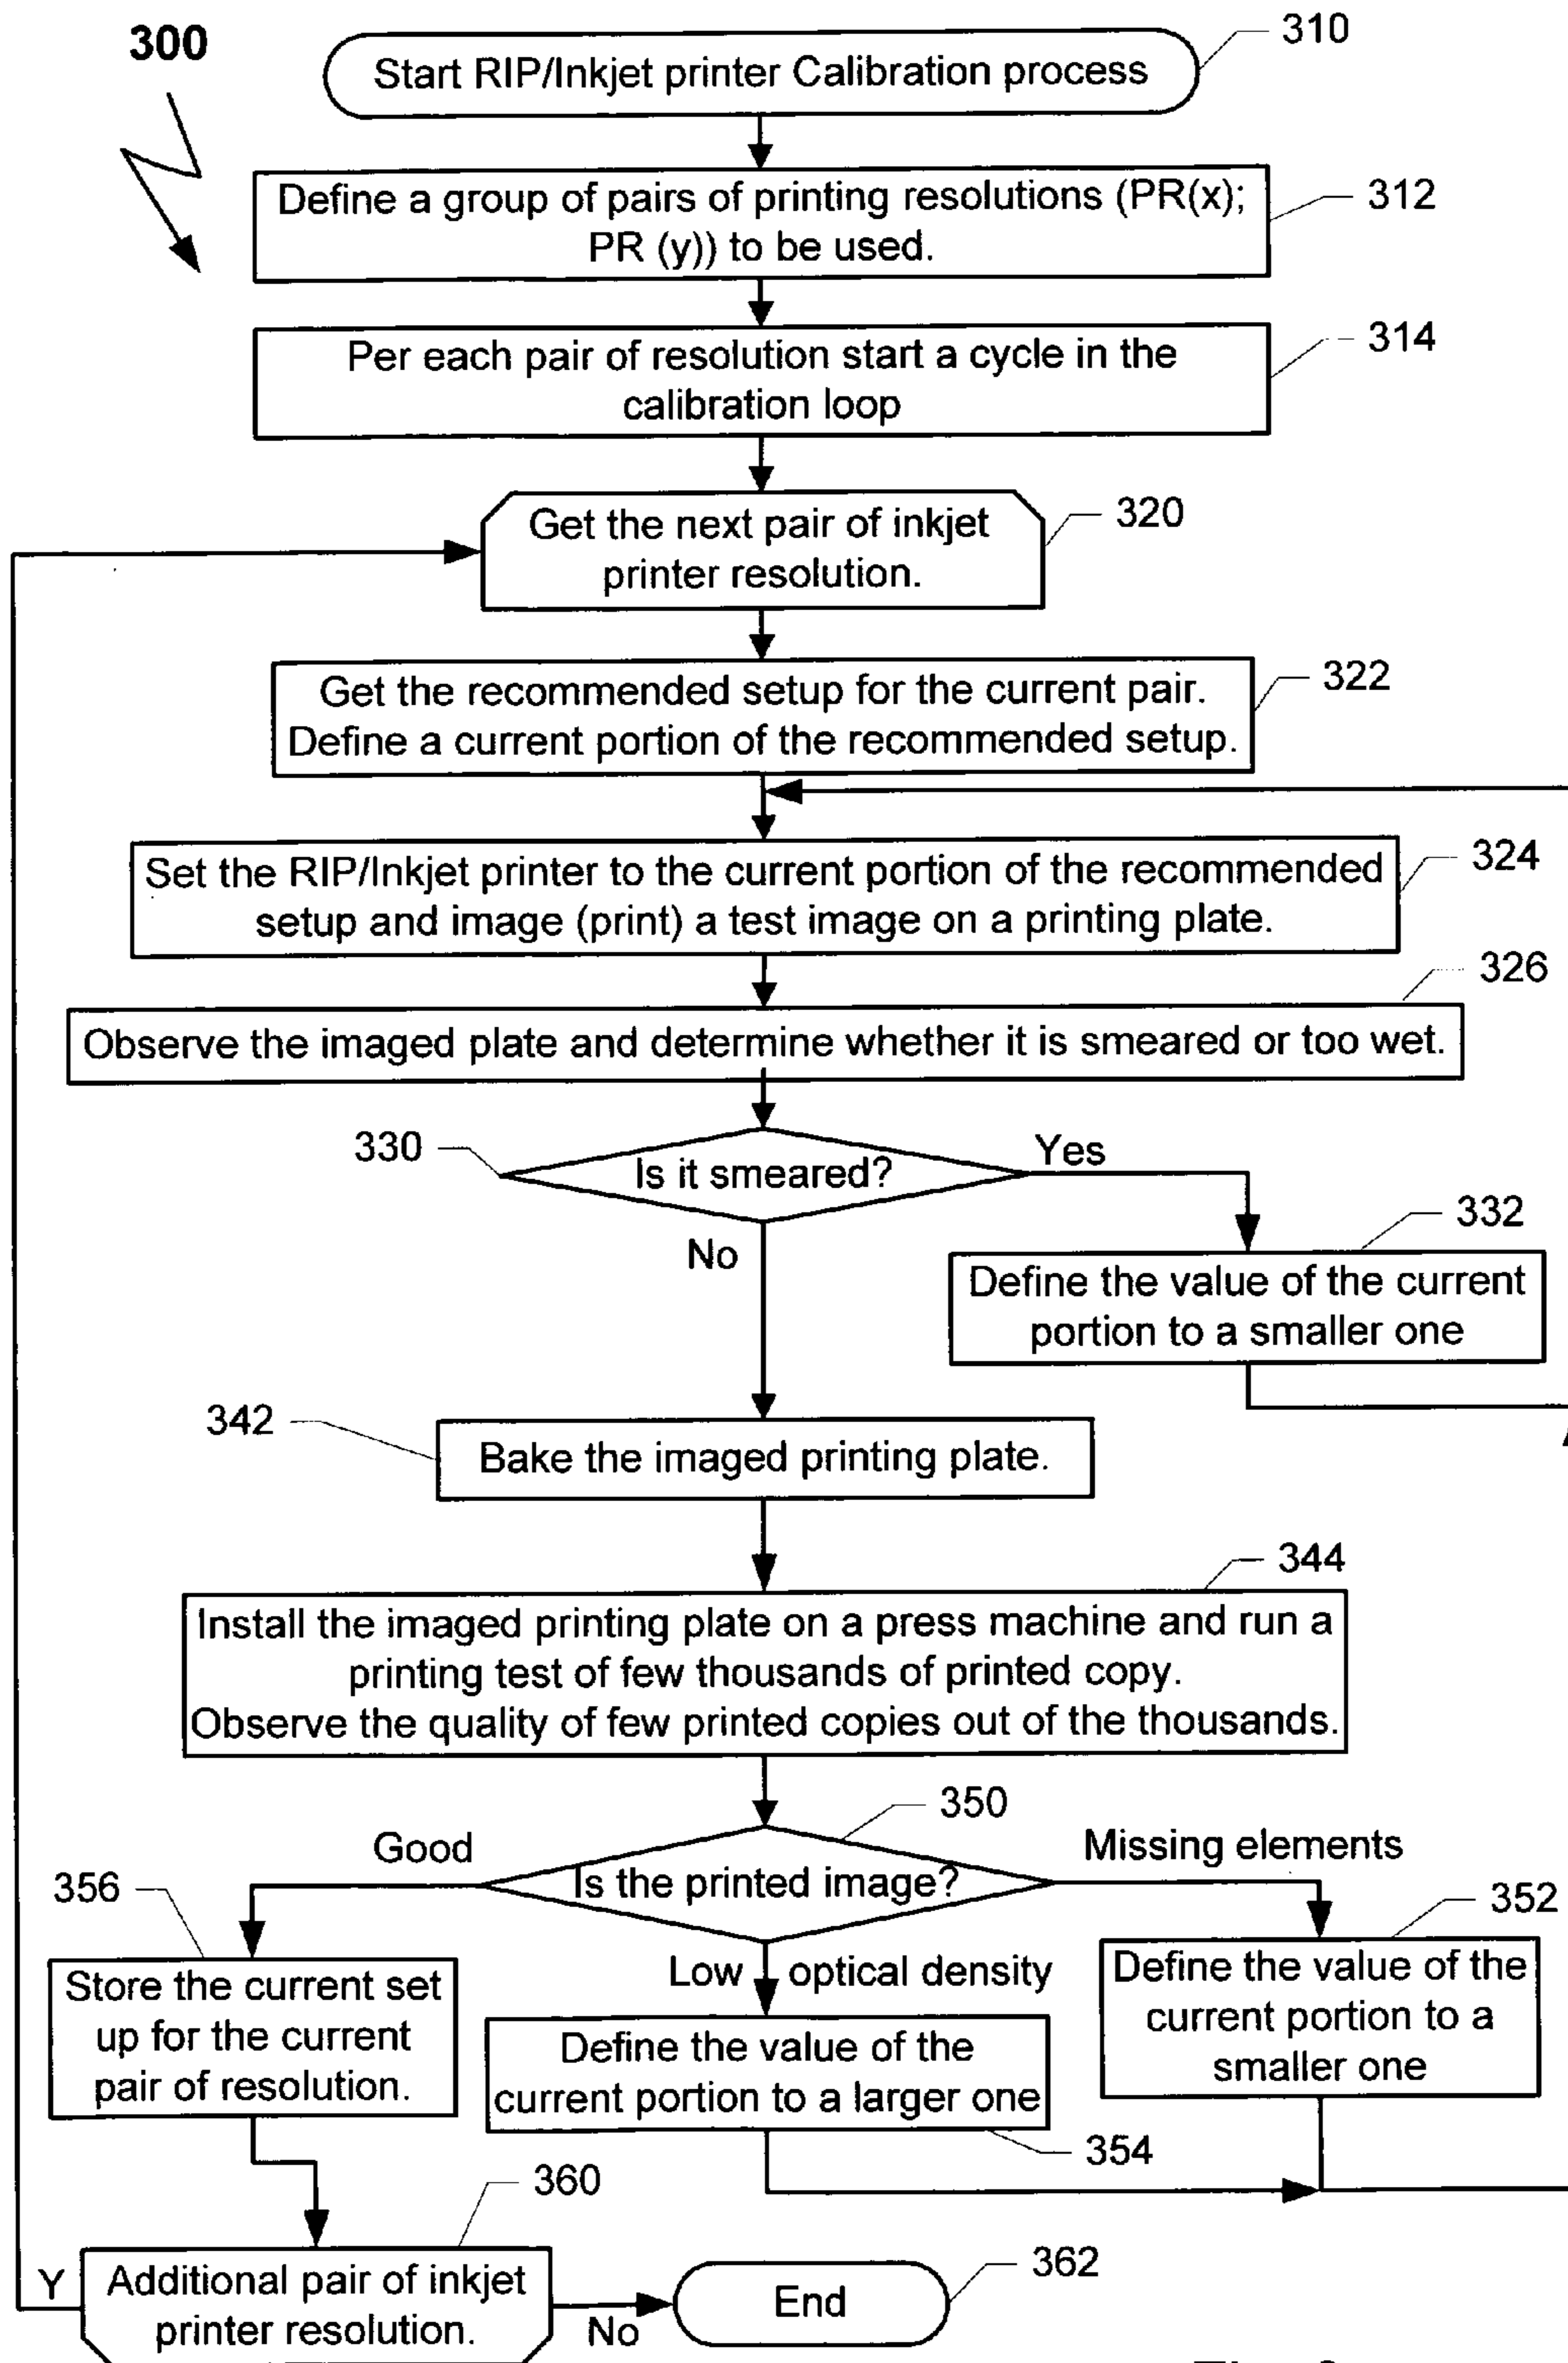 300
310
Start RIP/Inkjet printer Calibration process
Define a group of pairs of printing resolutions (PR(x);
PR (y)) to be used.
312
Per each pair of resolution start a cycle in the
calibration loop
314
Get the next pair of inkjet
printer resolution.
320
Get the recommended setup for the current pair.
Define a current portion of the recommended setup.
322
Set the RIP/Inkjet printer to the current portion of the recommended
setup and image (print) a test image on a printing plate.
324
326
Observe the imaged plate and determine whether it is smeared or too wet.
330
Is it smeared?
Yes
No
332
Define the value of the current
portion to a smaller one
342
Bake the imaged printing plate.
344
Install the imaged printing plate on a press machine and run a
printing test of few thousands of printed copy.
Observe the quality of few printed copies out of the thousands.
350
Good
Is the printed image?
Missing elements
356
352
Store the current set
up for the current
pair of resolution.
Low optical density
Define the value of the
current portion to a larger one
354
Define the value of the
current portion to a
smaller one
360
Y
Additional pair of inkjet
printer resolution.
No
End
362